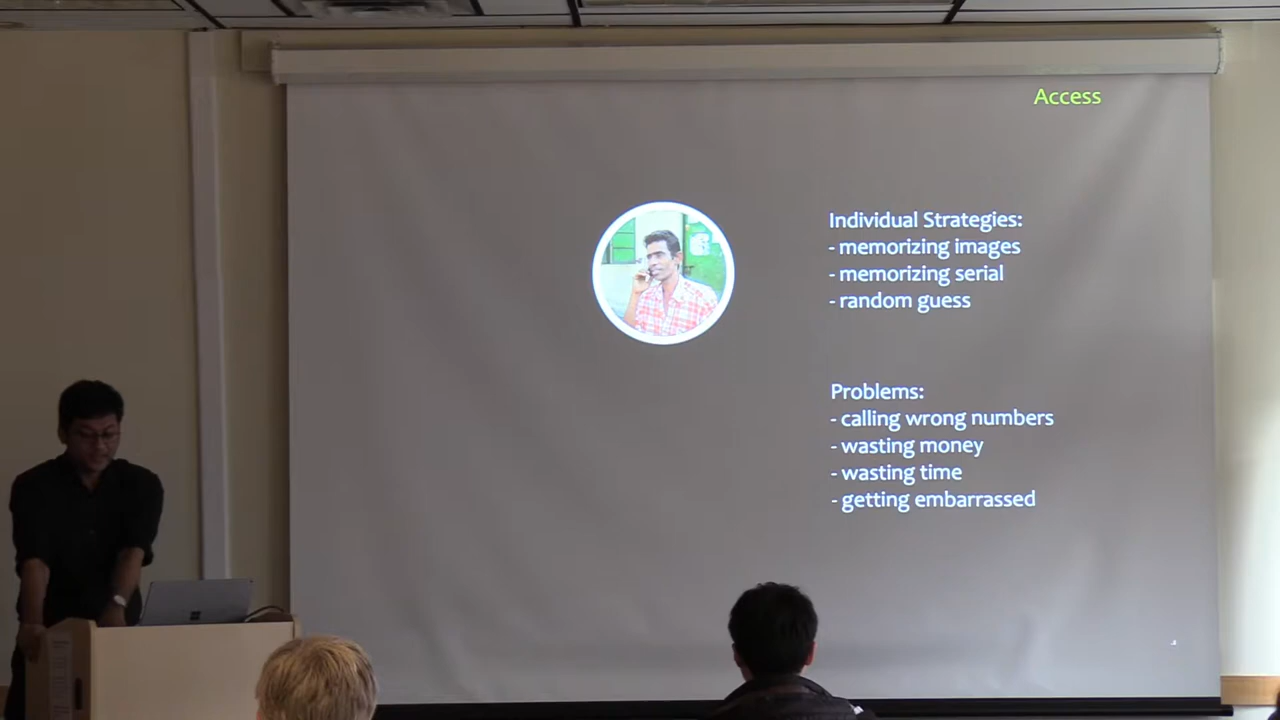 Access
Individual Strategies:
- memorizing images
- memorizing serial
- random guess
Problems:
- calling wrong numbers
- wasting money
- wasting time
- getting embarrassed